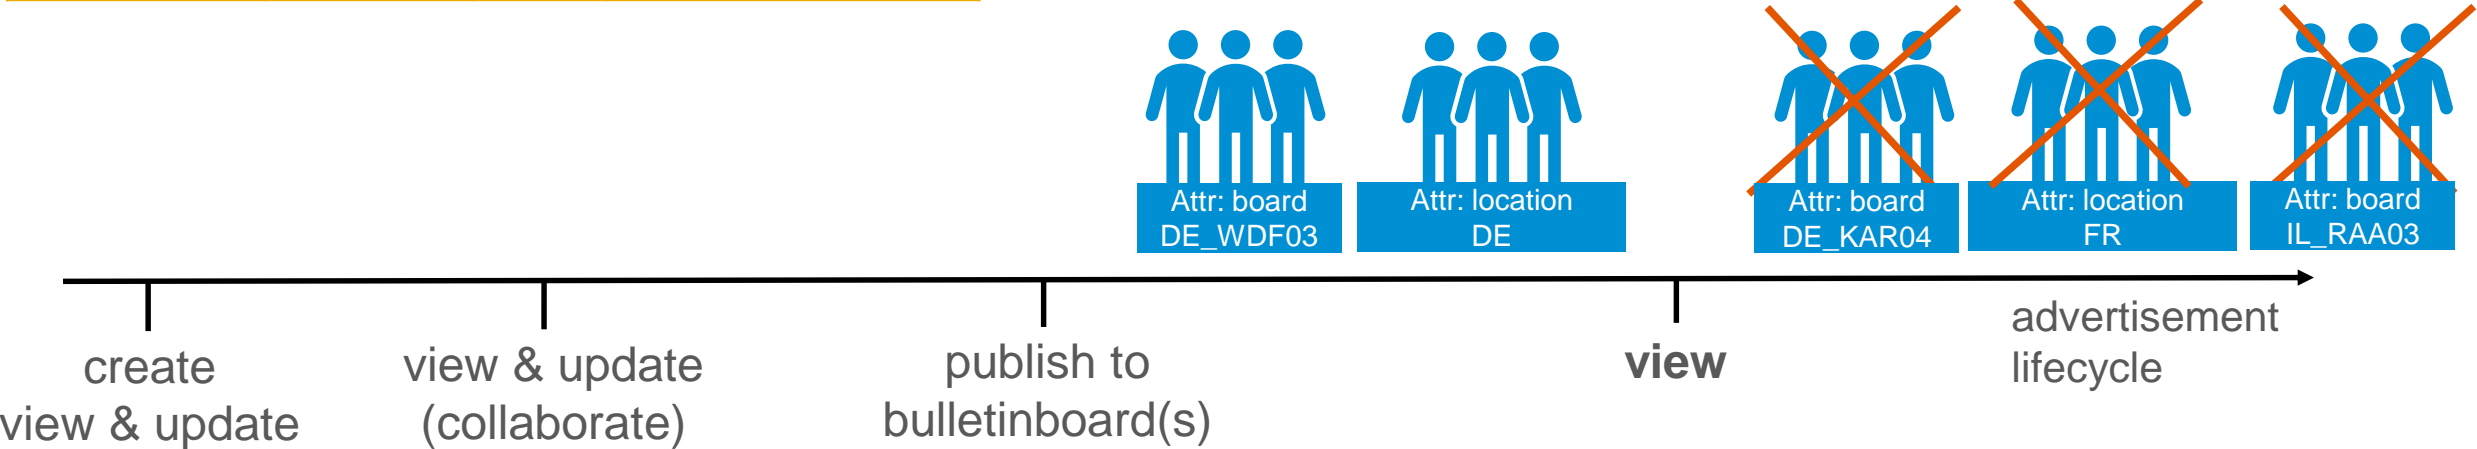 Attr: board
DE_WDF03
Attr: location
DE
Attr: board
DE_KAR04
Attr: location
FR
Attr: board
IL_RAA03
create
view & update
view & update
(collaborate)
publish to
bulletinboard(s)
view
advertisement
lifecycle